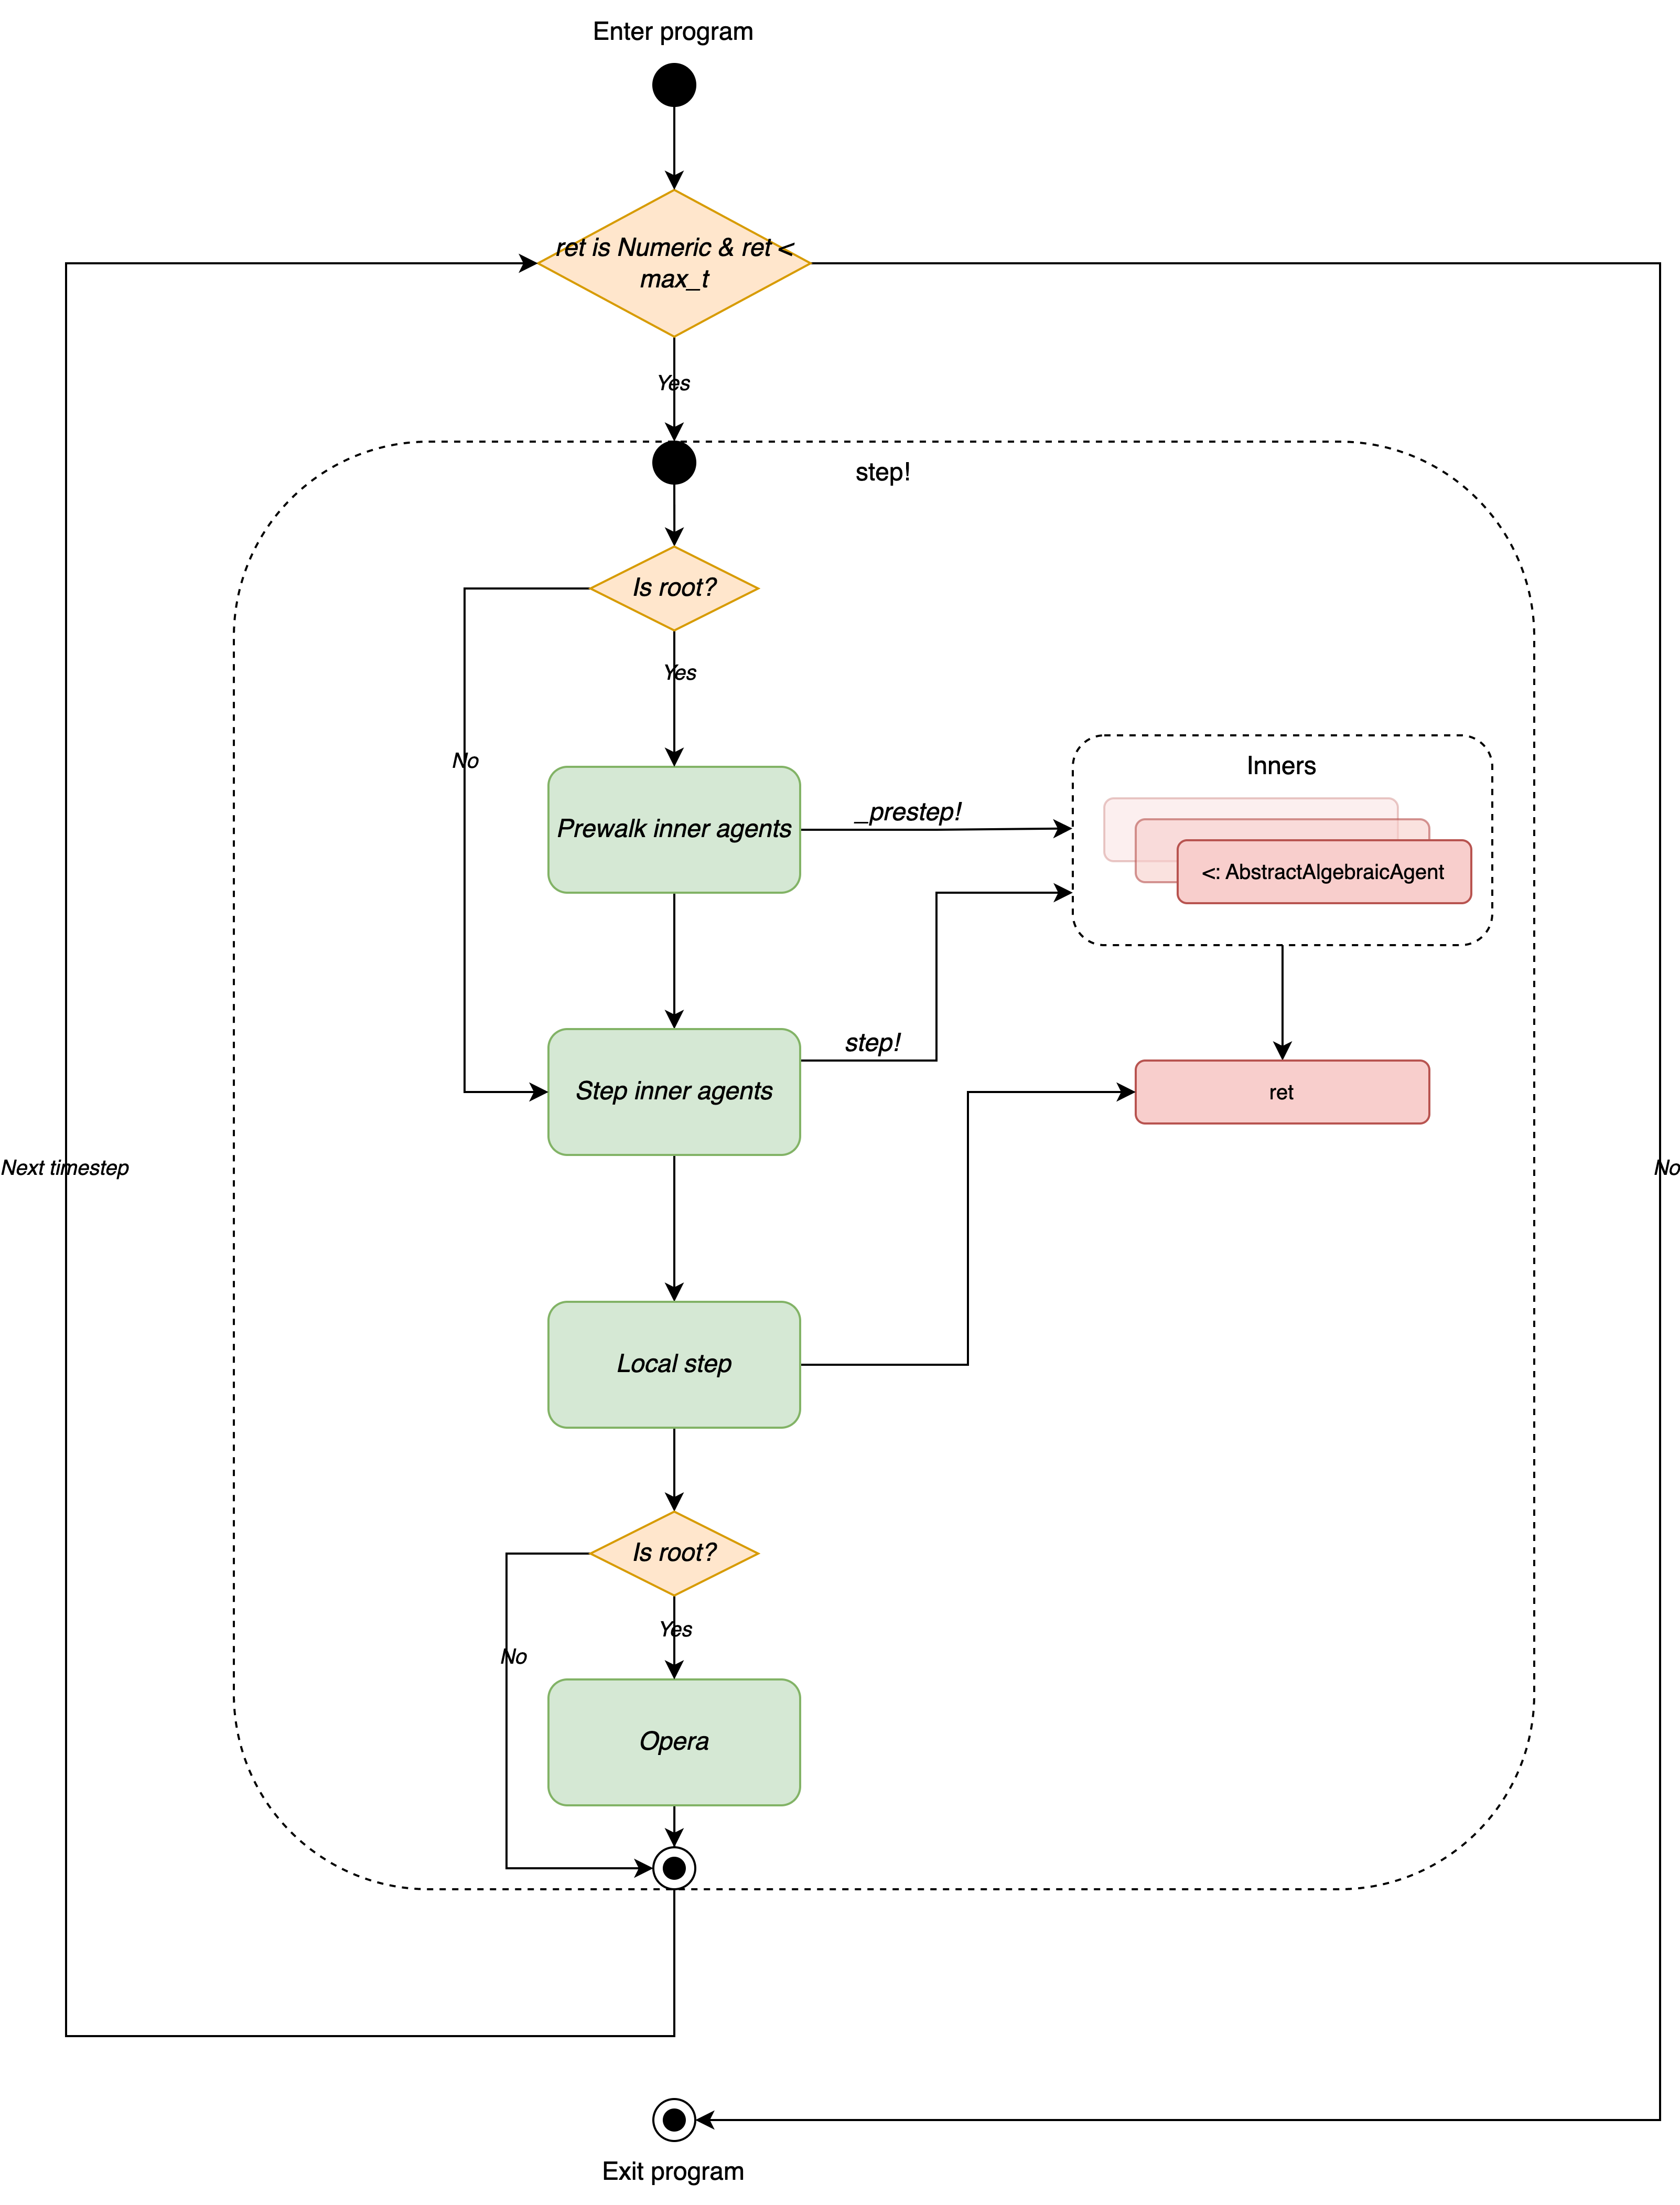 Enter program
ret is Numeric & ret <
max_t
Yes
step!
Is root?
Yes
No
Inners
Prewalk inner agents
_prestep!
<: AbstractAlgebraicAgent
step!
Step inner agents
ret
Next timestep
No
Local step
Is root?
Yes
No
Opera
Exit program